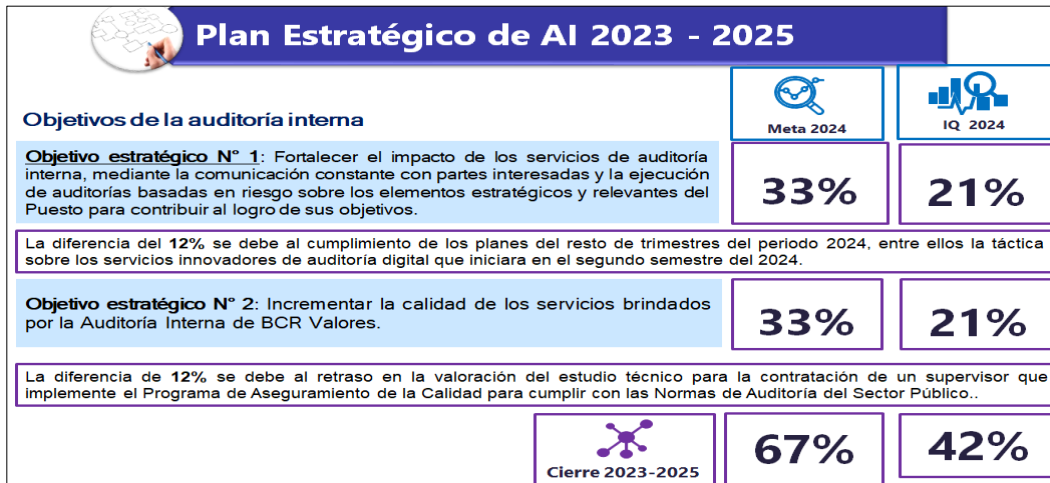 Plan Estratégico de AI 2023 - 2025
Objetivos de la auditoría interna
Meta 2024
IQ 2024
Objetivo estratégico N° 1: Fortalecer el impacto de los servicios de auditoría
interna, mediante la comunicación constante con partes interesadas y la ejecución
de auditorías basadas en riesgo sobre los elementos estratégicos y relevantes del
Puesto para contribuir al logro de sus objetivos.
33%
21%
La diferencia del 12% se debe al cumplimiento de los planes del resto de trimestres del periodo 2024, entre ellos la táctica
sobre los servicios innovadores de auditoría digital que iniciara en el segundo semestre del 2024.
Objetivo estratégico N° 2: Incrementar la calidad de los servicios brindados
por la Auditoría Interna de BCR Valores.
33%
21%
La diferencia de 12% se debe al retraso en la valoración del estudio técnico para la contratación de un supervisor que
implemente el Programa de Aseguramiento de la Calidad para cumplir con las Normas de Auditoría del Sector Público..
Cierre 2023-2025
67%
42%